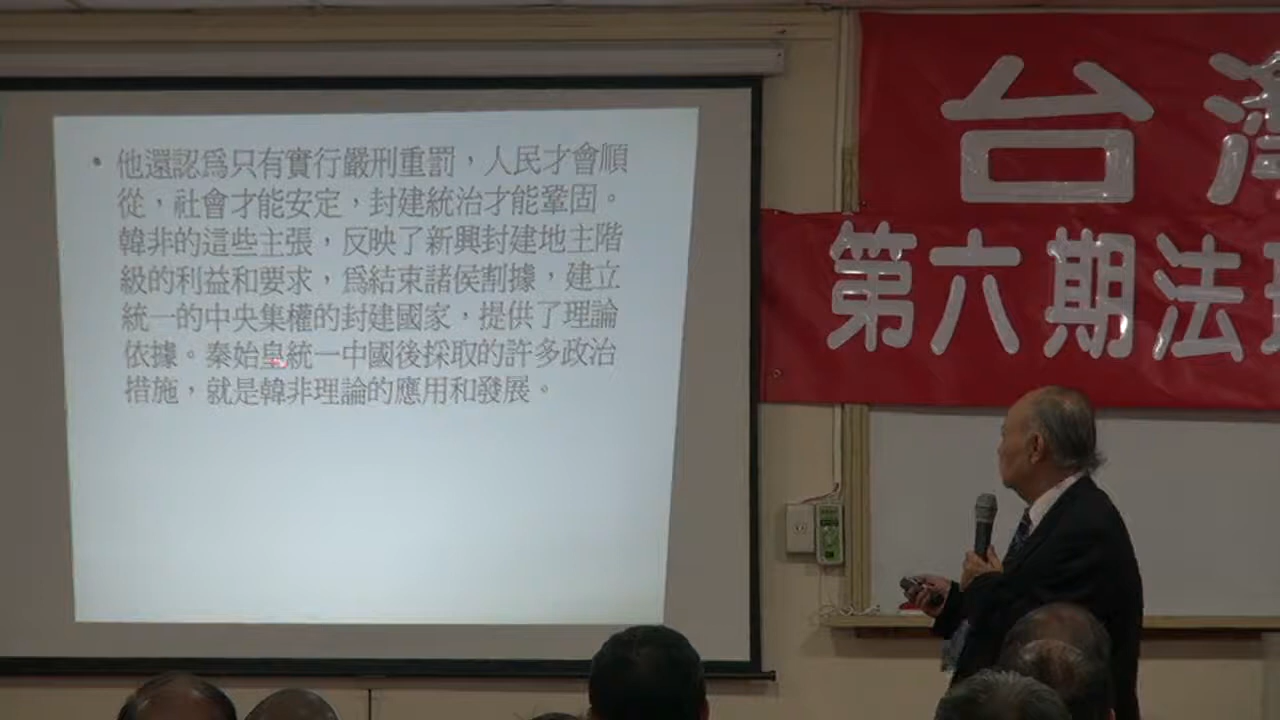 • 他還認爲只有實行嚴刑重罰，人民才會順
從，社會才能安定，封建統治才能鞏固。
韓非的這些主張，反映了新興封建地主階
級的利益和要求，爲結束諸侯割據，建立
統一的中央集權的封建國家，提供了理論
依據。秦始皇統一中國後採取的許多政治
措施，就是韓非理論的應用和發展。
台
第六期法